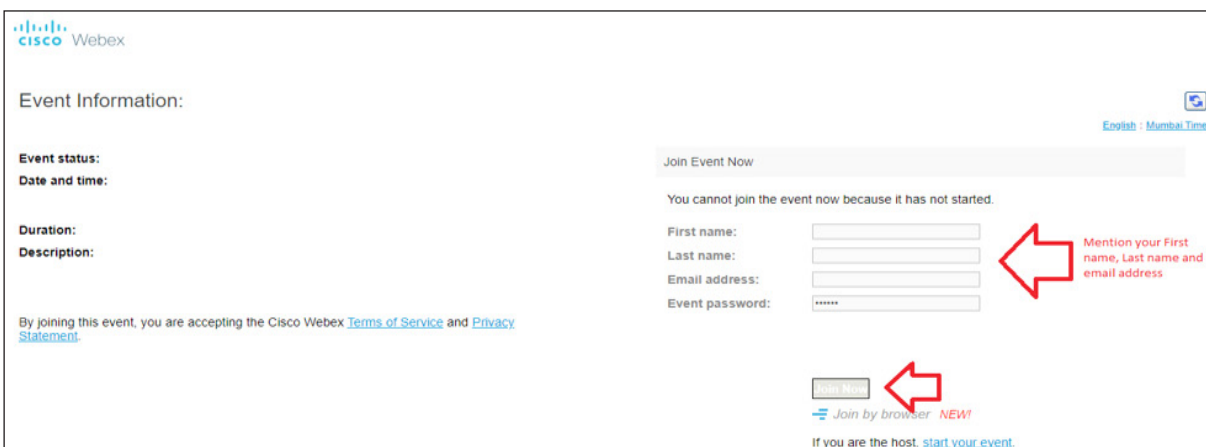 cisco Webex
Event Information:
English : Mumbai Time
Event status:
Date and time:
Duration:
Description:
By joining this event, you are accepting the Cisco Webex Terms of Service and Privacy
Statement.
Join Event Now
You cannot join the event now because it has not started.
First name:
Last name:
Email address:
Event password:
••••••
Mention your First
name, Last name and
email address
Join Now
Join by browser NEW!
If you are the host, start your event.